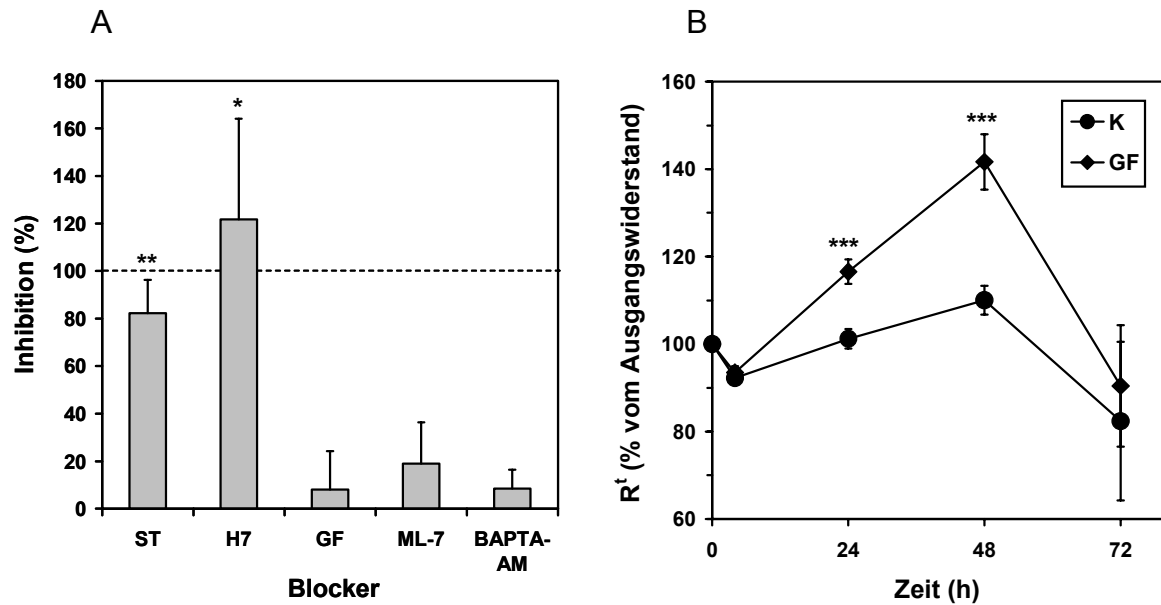 A
180
160
140
120
100
80
60
40
20
0
Inhibition (%)
**
*
ST
H7
GF
ML-7
BAPTA-
AM
Blocker
B
160
140
120
100
80
60
Rᵗ (% vom Ausgangswiderstand)
***
***
K
GF
0
24
48
72
Zeit (h)